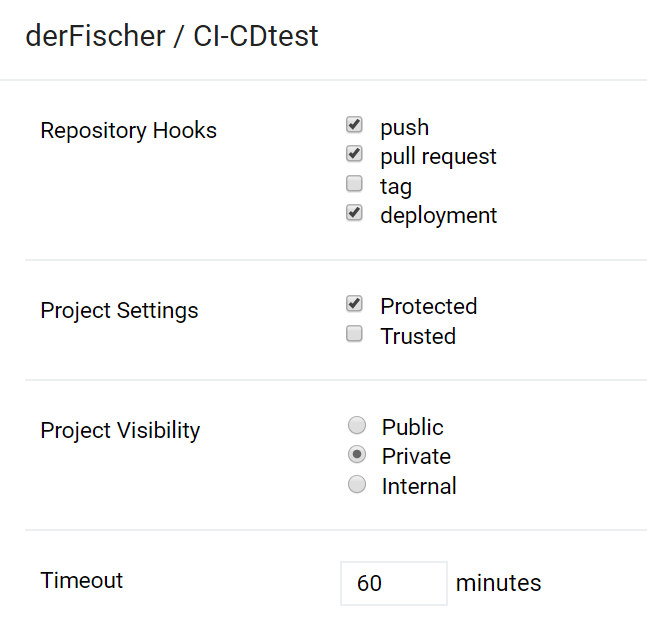 derFischer / CI-CDtest
Repository Hooks
push
pull request
tag
deployment
Project Settings
Protected
Trusted
Project Visibility
Public
Private
Internal
Timeout
60 minutes